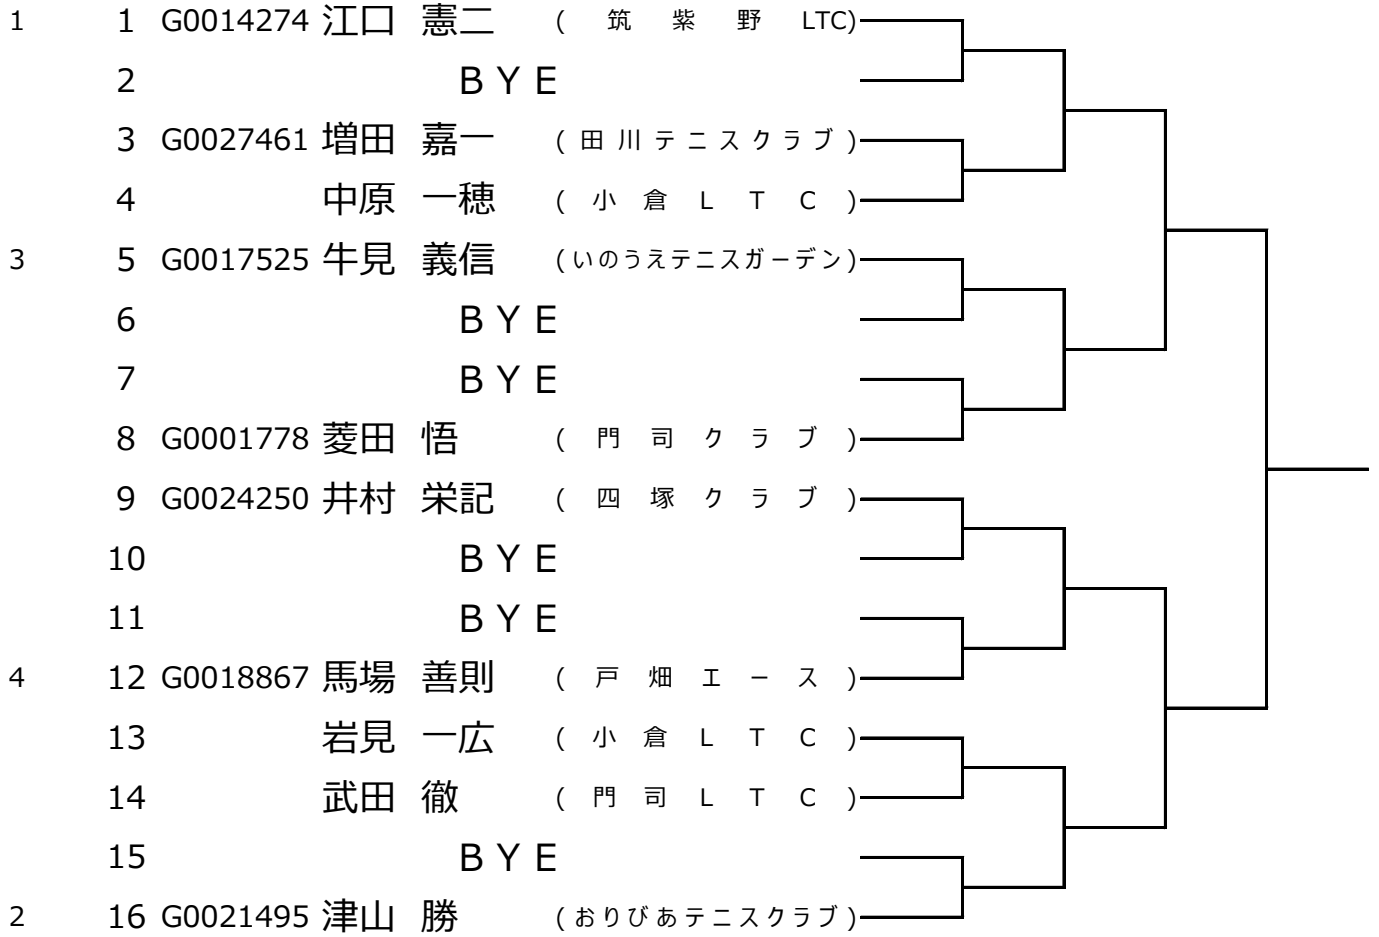 1 1 G0014274 江口 憲二 ( 筑 紫 野 LTC)
2 B Y E
3 G0027461 増田 嘉一 ( 田 川 テ ニ ス ク ラ ブ )
4 中原 一穂 ( 小 倉 L T C )
3 5 G0017525 牛見 義信 (いのうえテニスガーデン)
6 B Y E
7 B Y E
8 G0001778 菱田 悟 ( 門 司 ク ラ ブ )
9 G0024250 井村 栄記 ( 四 塚 ク ラ ブ )
10 B Y E
11 B Y E
4 12 G0018867 馬場 善則 ( 戸 畑 エ ー ス )
13 岩見 一広 ( 小 倉 L T C )
14 武田 徹 ( 門 司 L T C )
15 B Y E
2 16 G0021495 津山 勝 (おりびあテニスクラブ)